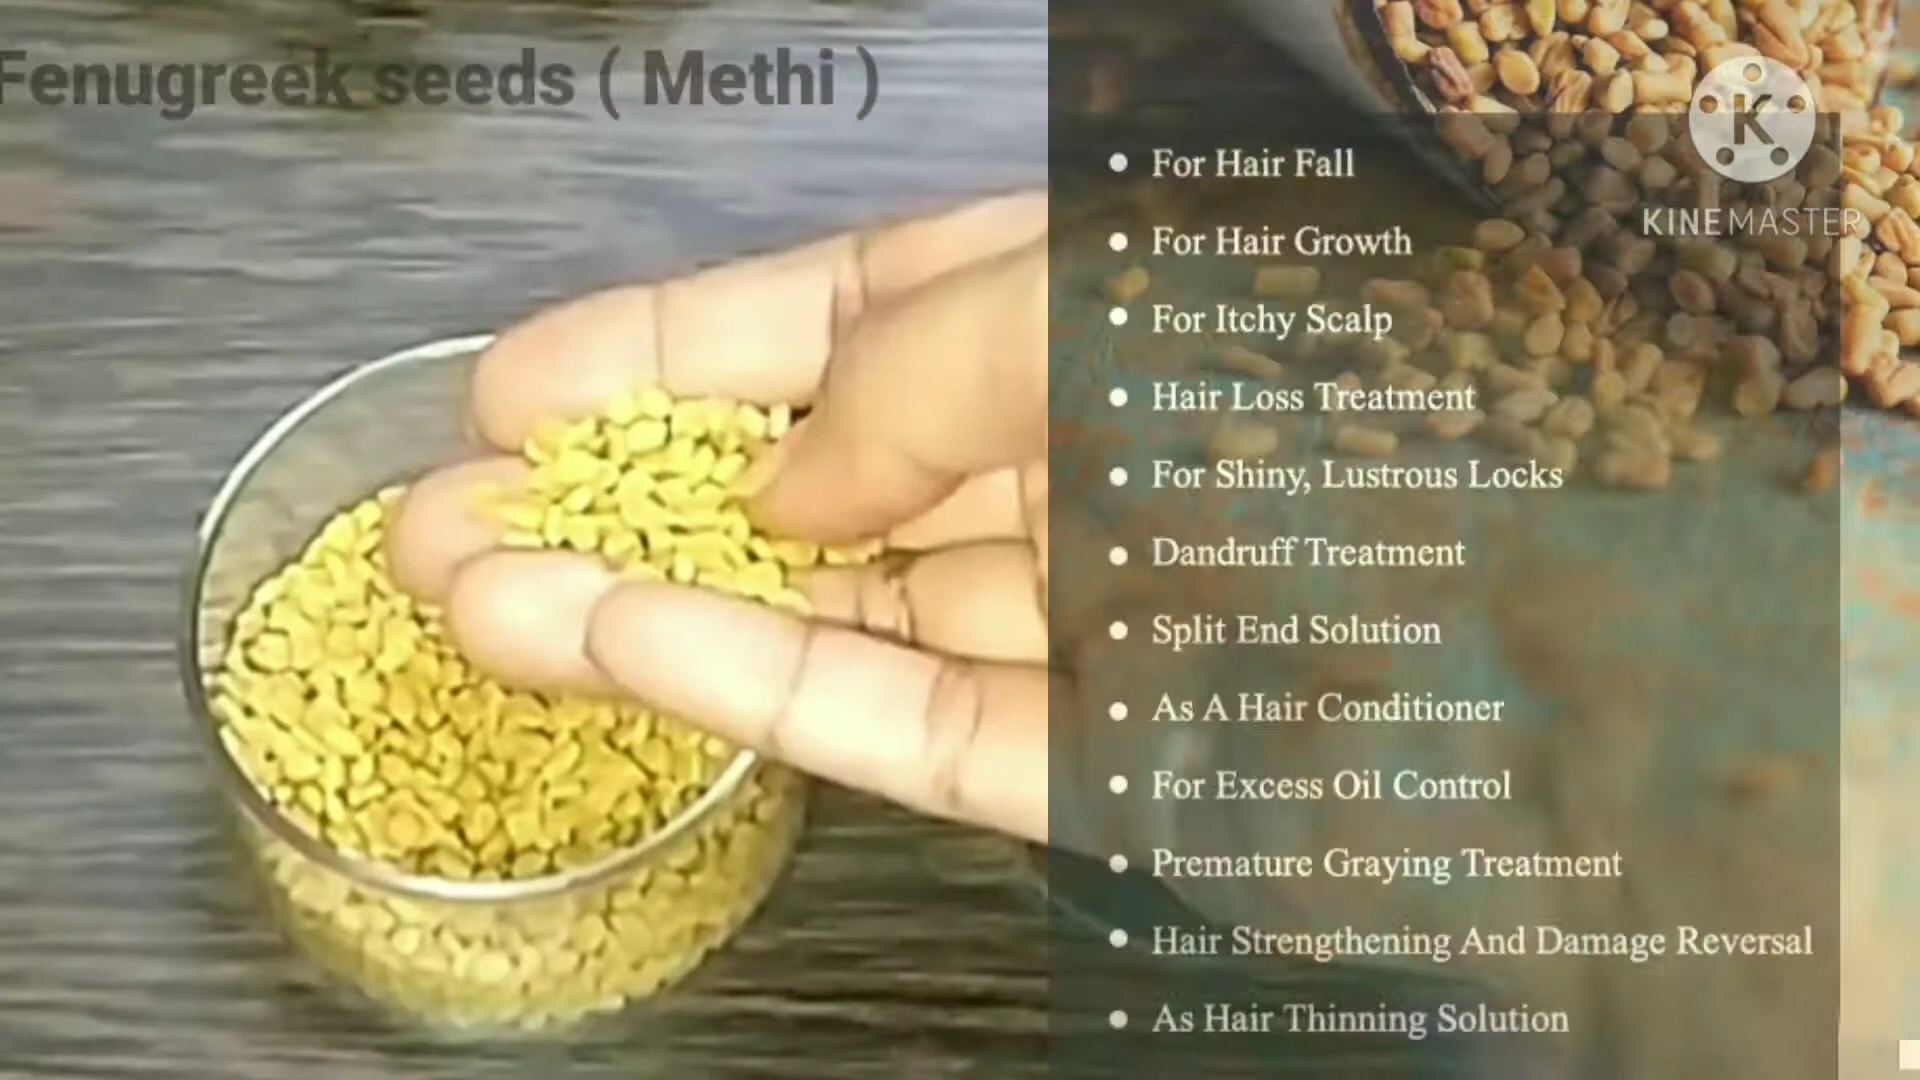 Fenugreek seeds ( Methi )
K
KINEMASTER
• For Hair Fall
• For Hair Growth
• For Itchy Scalp
• Hair Loss Treatment
• For Shiny, Lustrous Locks
• Dandruff Treatment
• Split End Solution
• As A Hair Conditioner
• For Excess Oil Control
• Premature Graying Treatment
• Hair Strengthening And Damage Reversal
• As Hair Thinning Solution